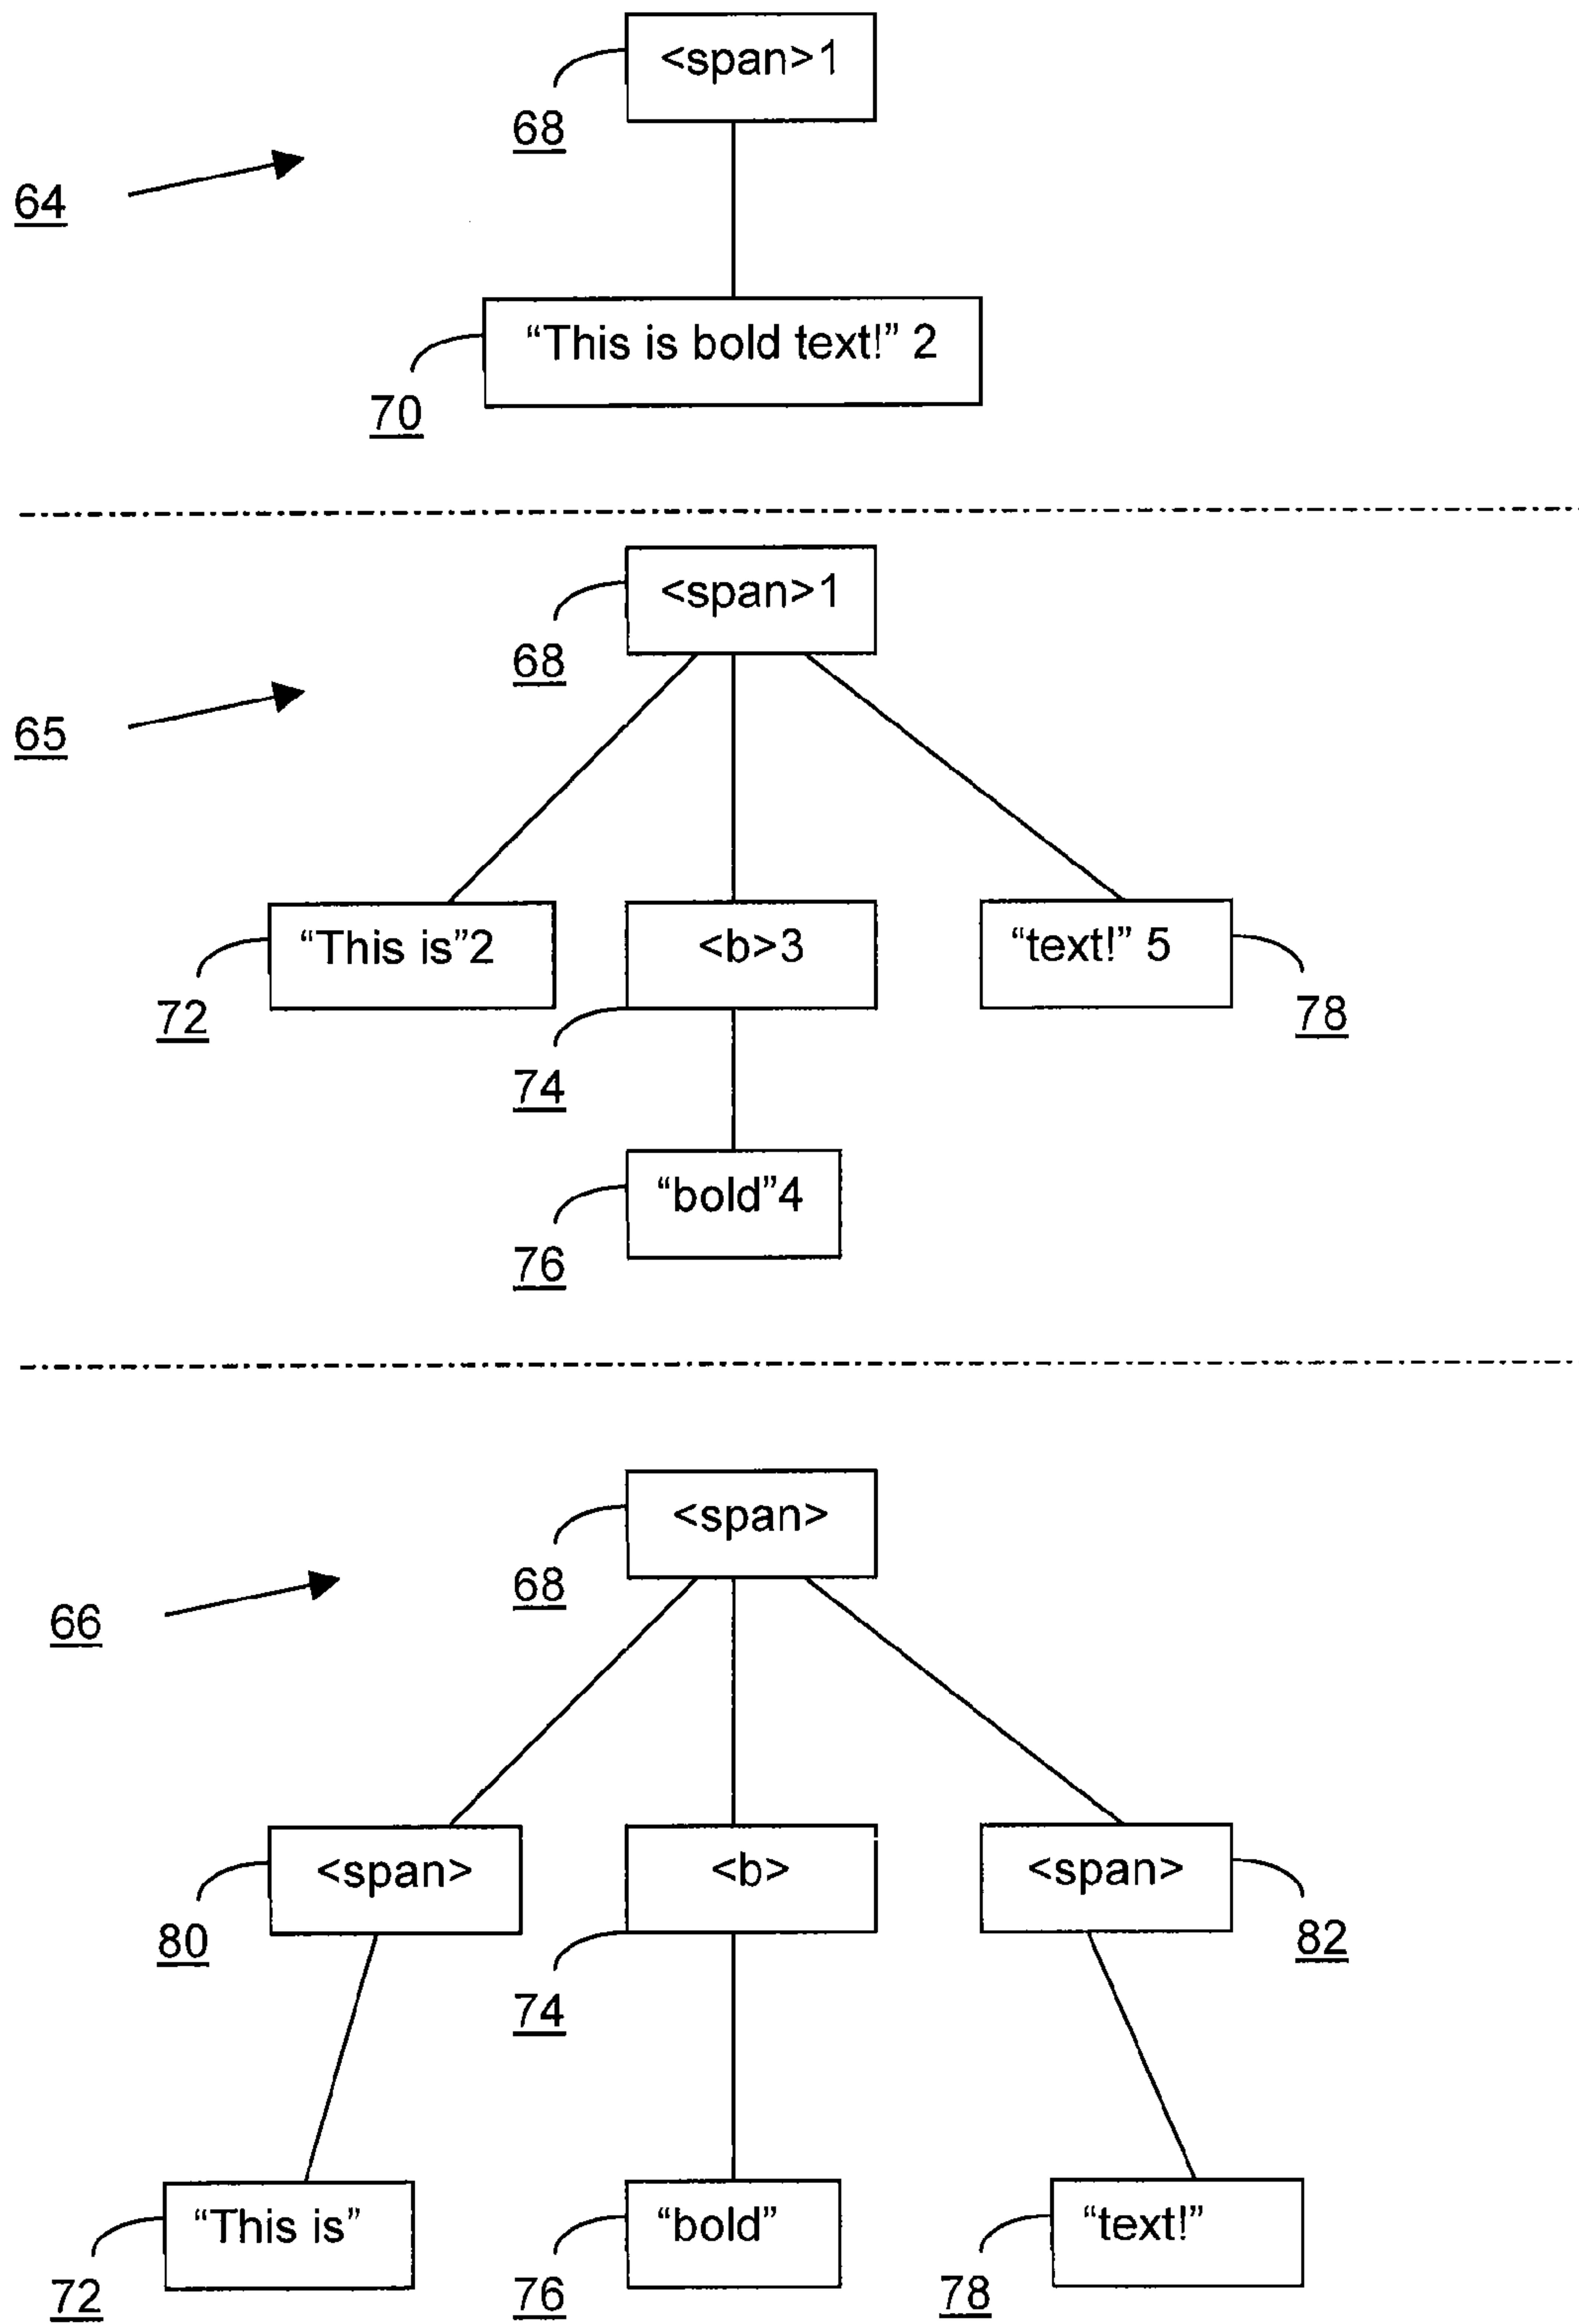 <span>1
68
64
“This is bold text!” 2
70
<span>1
68
65
“This is”2
<b>3
“text!” 5
72
78
74
“bold”4
76
<span>
68
66
<span>
<b>
<span>
80
82
74
“This is”
“bold”
“text!”
72
76
78